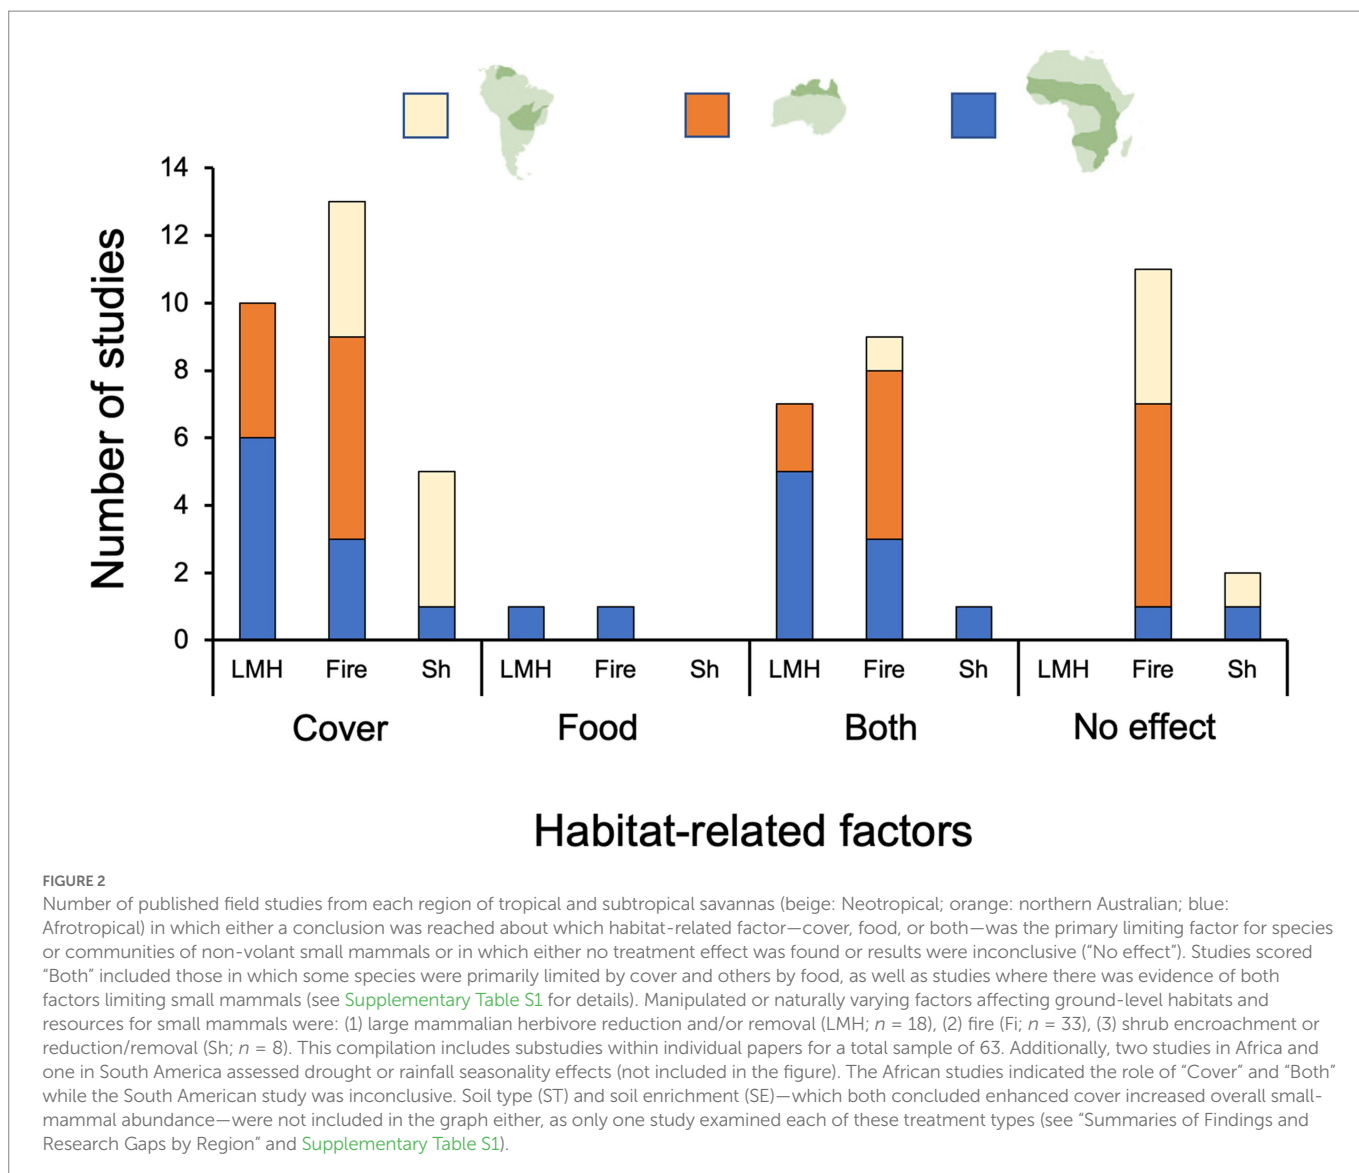 14
12
10
8
6
4
2
0
Number of studies
LMH Fire Sh LMH Fire Sh LMH Fire Sh LMH Fire Sh
Cover Food Both No effect
Habitat-related factors
FIGURE 2
Number of published field studies from each region of tropical and subtropical savannas (beige: Neotropical; orange: northern Australian; blue:
Afrotropical) in which either a conclusion was reached about which habitat-related factor—cover, food, or both—was the primary limiting factor for species
or communities of non-volant small mammals or in which either no treatment effect was found or results were inconclusive (“No effect”). Studies scored
“Both” included those in which some species were primarily limited by cover and others by food, as well as studies where there was evidence of both
factors limiting small mammals (see Supplementary Table S1 for details). Manipulated or naturally varying factors affecting ground-level habitats and
resources for small mammals were: (1) large mammalian herbivore reduction and/or removal (LMH; n = 18), (2) fire (Fi; n = 33), (3) shrub encroachment or
reduction/removal (Sh; n = 8). This compilation includes substudies within individual papers for a total sample of 63. Additionally, two studies in Africa and
one in South America assessed drought or rainfall seasonality effects (not included in the figure). The African studies indicated the role of “Cover” and “Both”
while the South American study was inconclusive. Soil type (ST) and soil enrichment (SE)—which both concluded enhanced cover increased overall small-
mammal abundance—were not included in the graph either, as only one study examined each of these treatment types (see “Summaries of Findings and
Research Gaps by Region” and Supplementary Table S1).